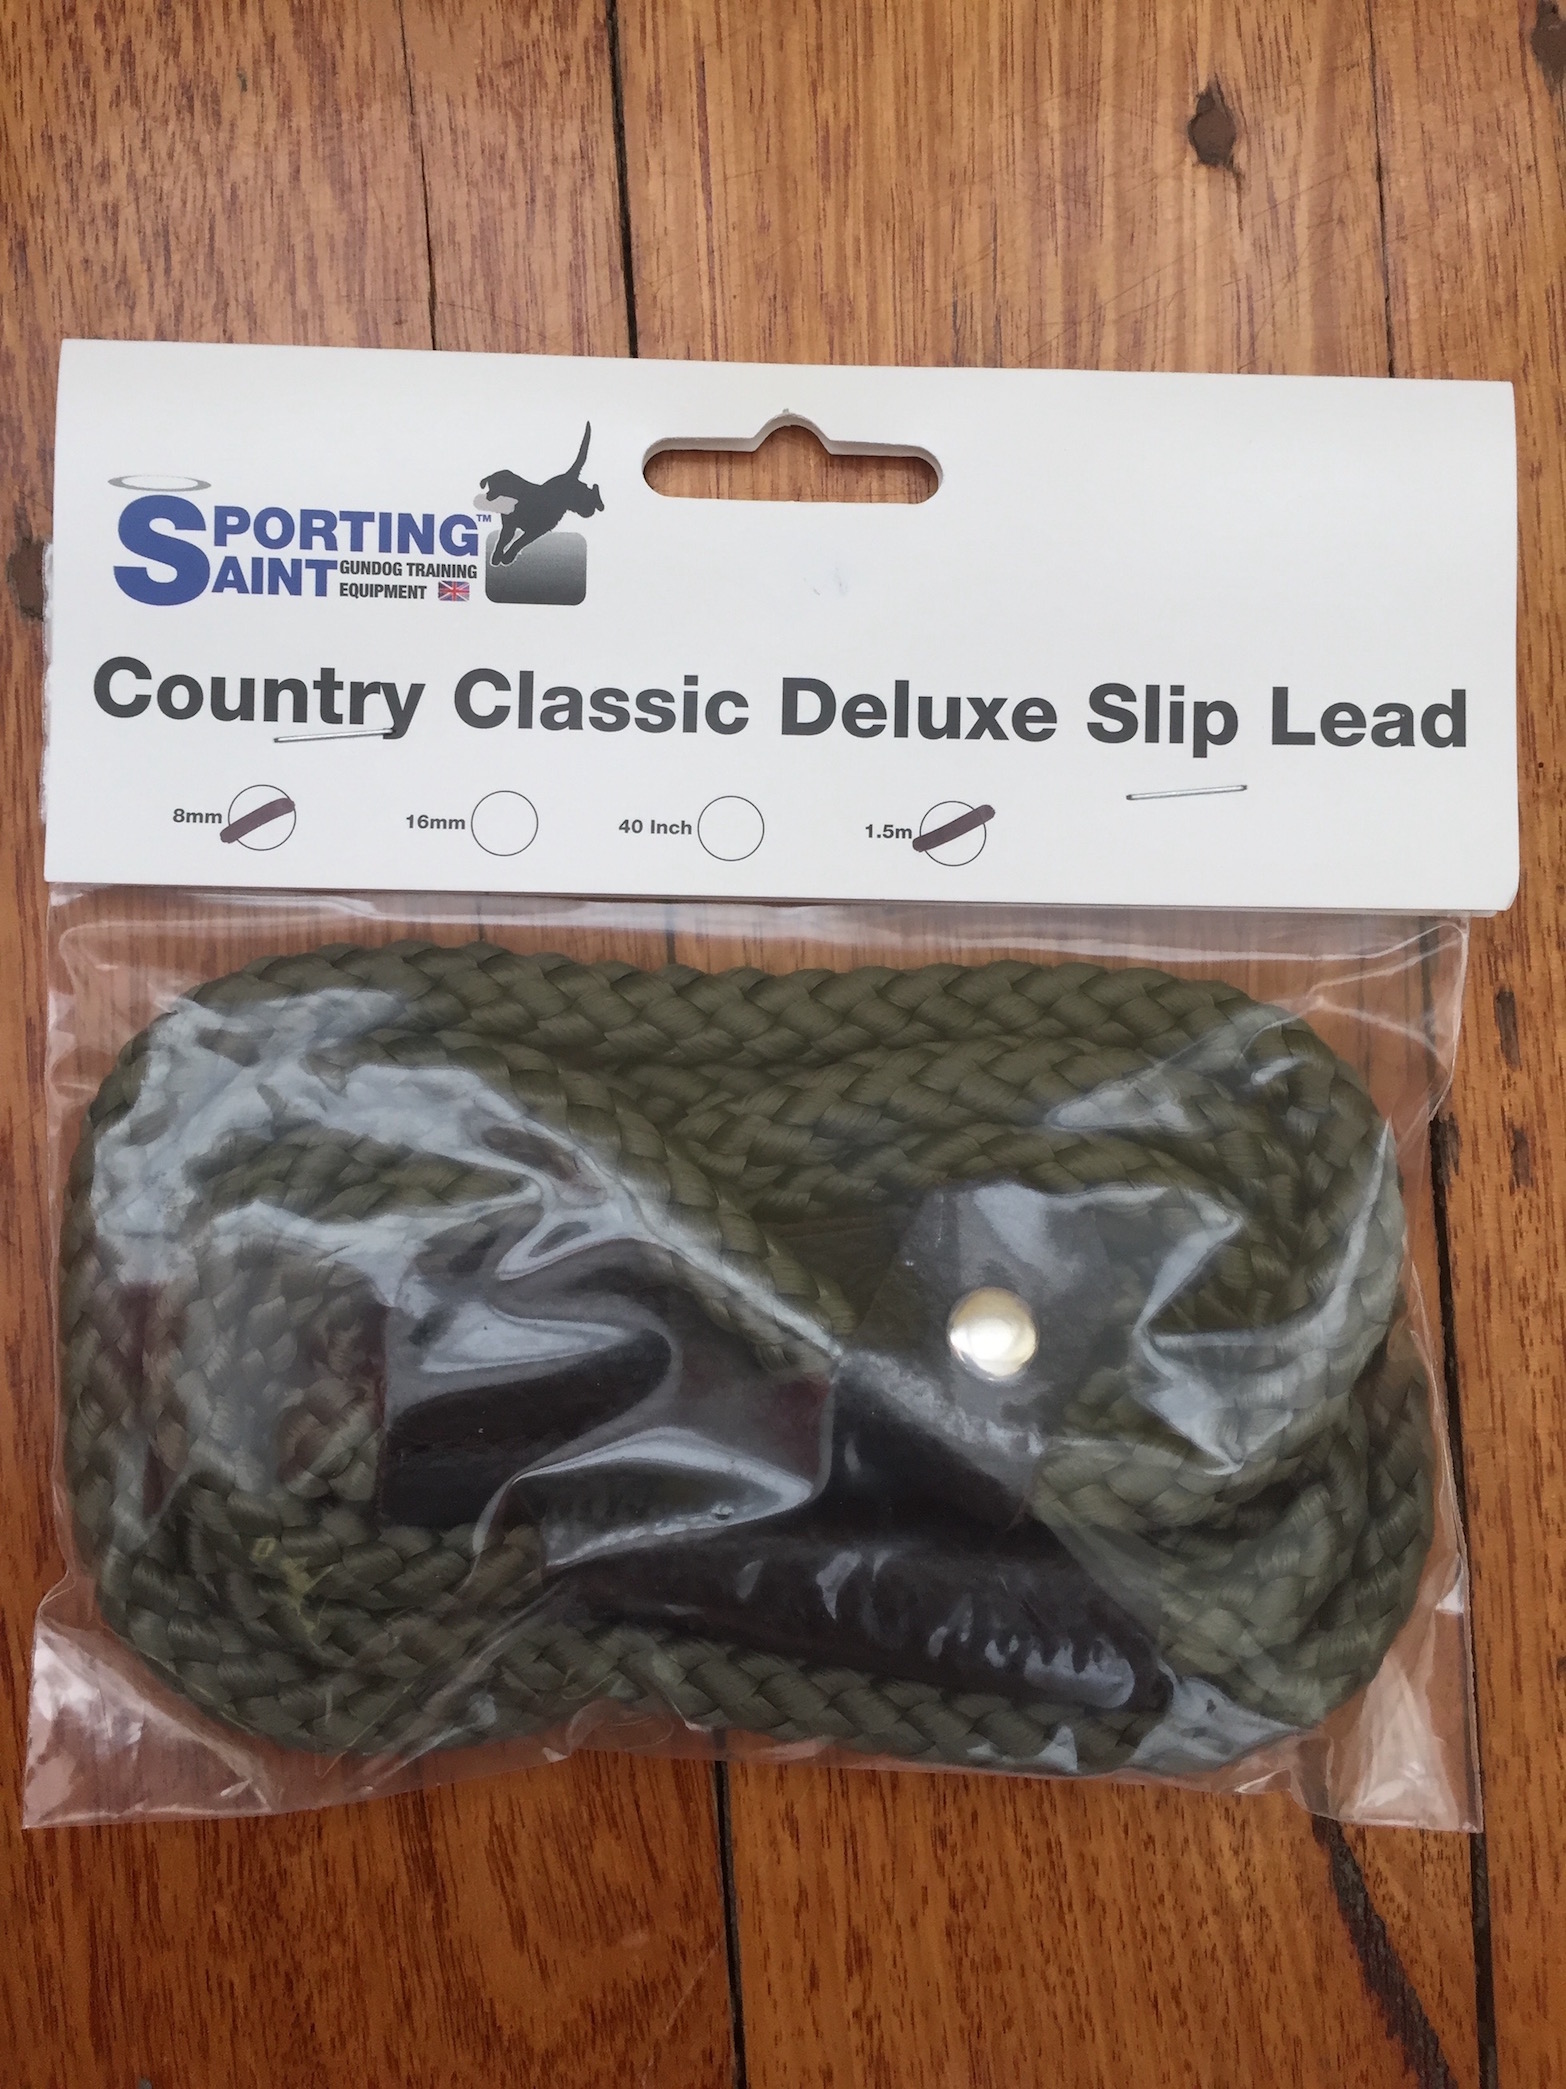 SPORTING™
SAINT GUNDOG TRAINING
EQUIPMENT
Country Classic Deluxe Slip Lead
8mm 16mm 40 Inch 1.5m